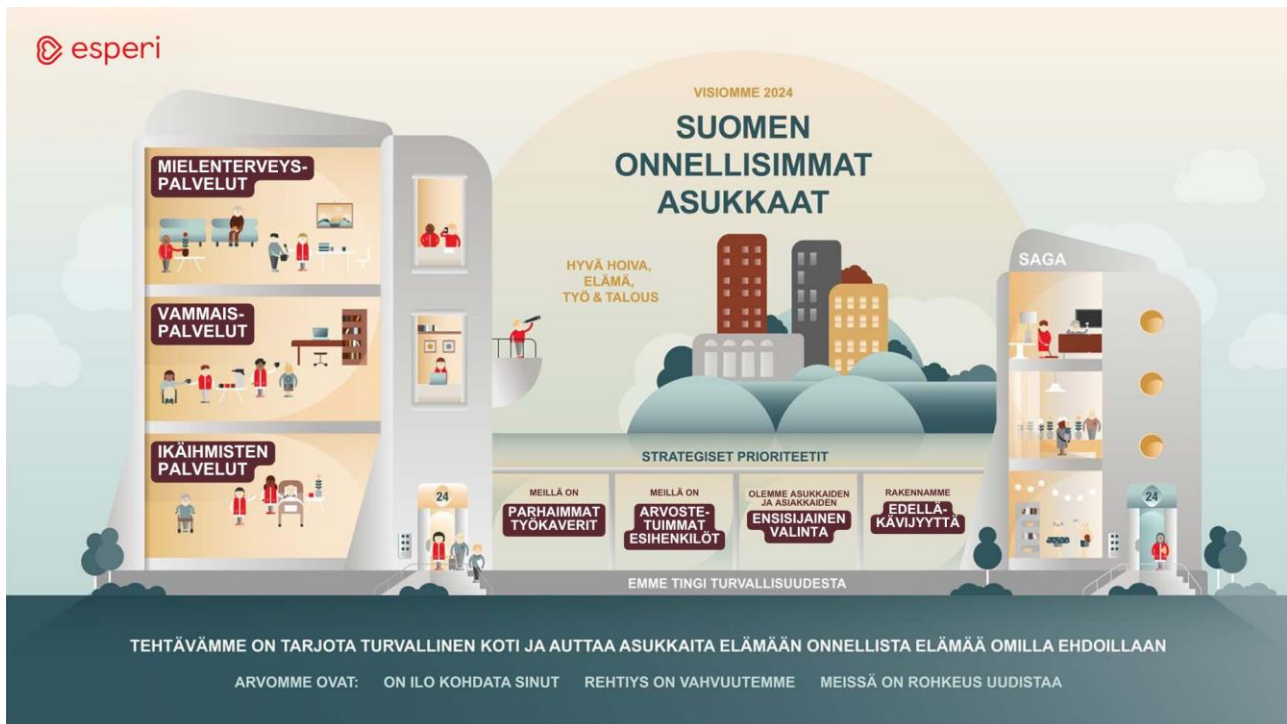 esperi
VISIOMME 2024
SUOMEN
ONNELLISIMMAT
ASUKKAAT
HYVÄ HOIVA,
ELÄMÄ,
TYÖ & TALOUS
MIELENTERVEYS-
PALVELUT
VAMMAIS-
PALVELUT
IKÄIHMISTEN
PALVELUT
24
SAGA
24
STRATEGISET PRIORITEETIT
MEILLÄ ON
PARHAIMMAT
TYÖKAVERIT
MEILLÄ ON
ARVOSTE-
TUIMMAT
ESIHENKILÖT
OLEMME ASUKKAIDEN
JA ASIAKKAIDEN
ENSISIJAINEN
VALINTA
RAKENNAMME
EDELLÄ-
KÄVIJYYTTÄ
EMME TINGI TURVALLISUUDESTA
TEHTÄVÄMME ON TARJOTA TURVALLINEN KOTI JA AUTTAA ASUKKAITA ELÄMÄÄN ONNELLISTA ELÄMÄÄ OMILLA EHDOILLAAN
ARVOMME OVAT: ON ILO KOHDATA SINUT REHTIYS ON VAHVUUTEMME MEISSÄ ON ROHKEUS UUDISTAA